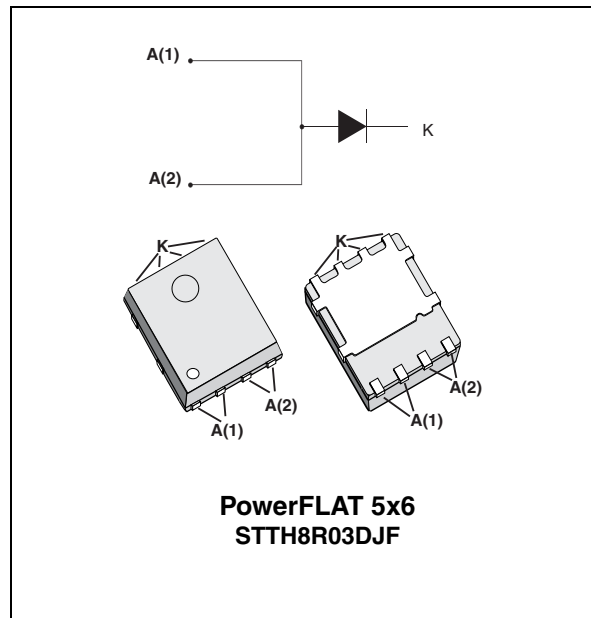 A(1)
K
A(2)
K
K
A(2)
A(2)
A(1)
A(1)
PowerFLAT 5x6
STTH8R03DJF